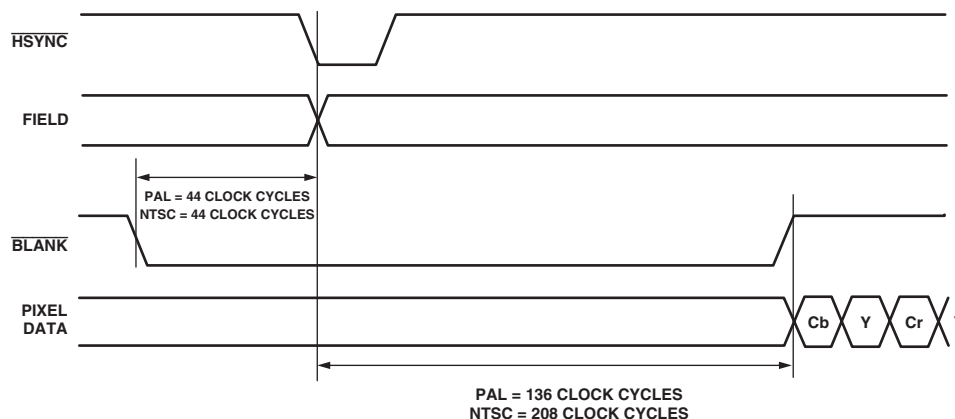 HSYNC
FIELD
PAL = 44 CLOCK CYCLES
NTSC = 44 CLOCK CYCLES
BLANK
PIXEL
DATA
Cb Y Cr
PAL = 136 CLOCK CYCLES
NTSC = 208 CLOCK CYCLES